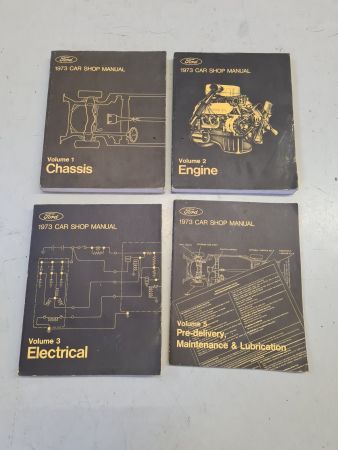 Ford
1973 CAR SHOP MANUAL
Volume 1
Chassis
Ford
1973 CAR SHOP MANUAL
Volume 2
Engine
Ford
1973 CAR SHOP MANUAL
Volume 3
Electrical
Ford
1973 CAR SHOP MANUAL
Volume 5
Pre-delivery,
Maintenance & Lubrication